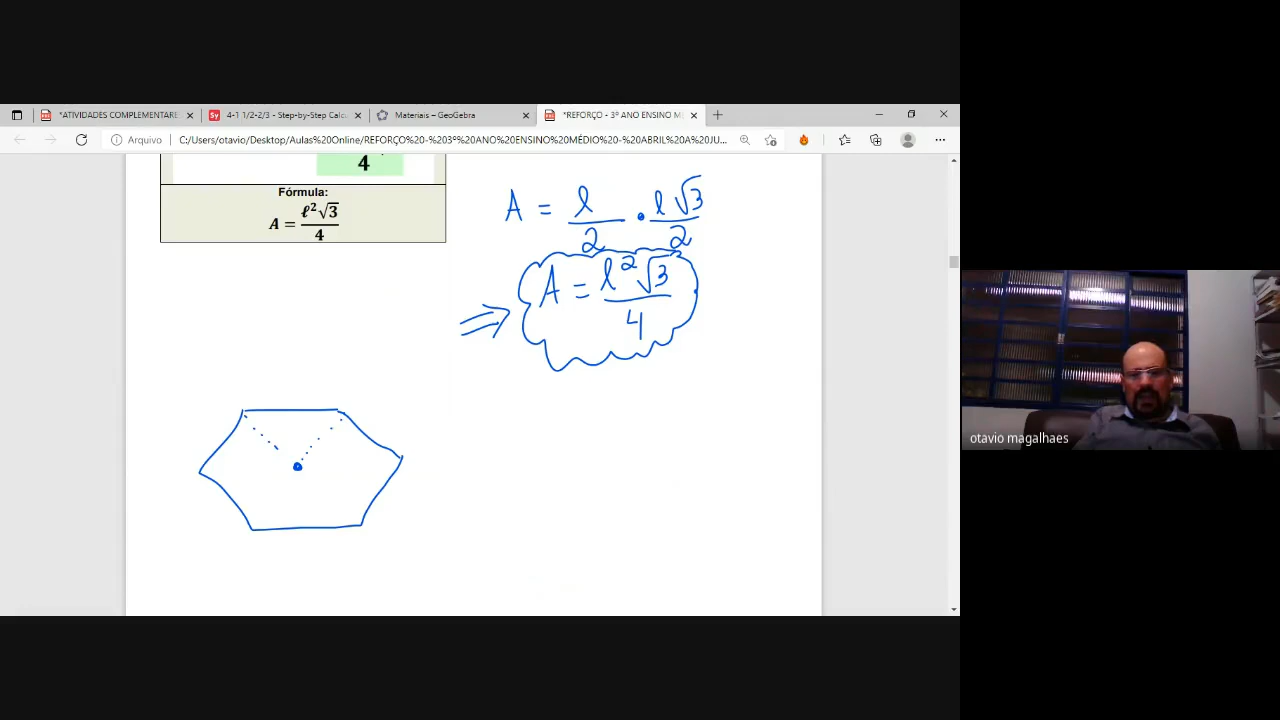 *ATIVIDADES COMPLEMENTARE
4-1 1/2-2/3 - Step-by-Step Calcu
Materiais – GeoGebra
*REFORÇO - 3º ANO ENSINO MÉ
Arquivo
C:/Users/otavio/Desktop/Aulas%20Online/REFORÇO%20-%203º%20ANO%20ENSINO%20MÉDIO%20-%20ABRIL%20A%20JU...
4
Fórmula:
A = ℓ²√3/4
A = l/2 · l√3/2
⇒ A = l²√3/4
otavio magalhaes